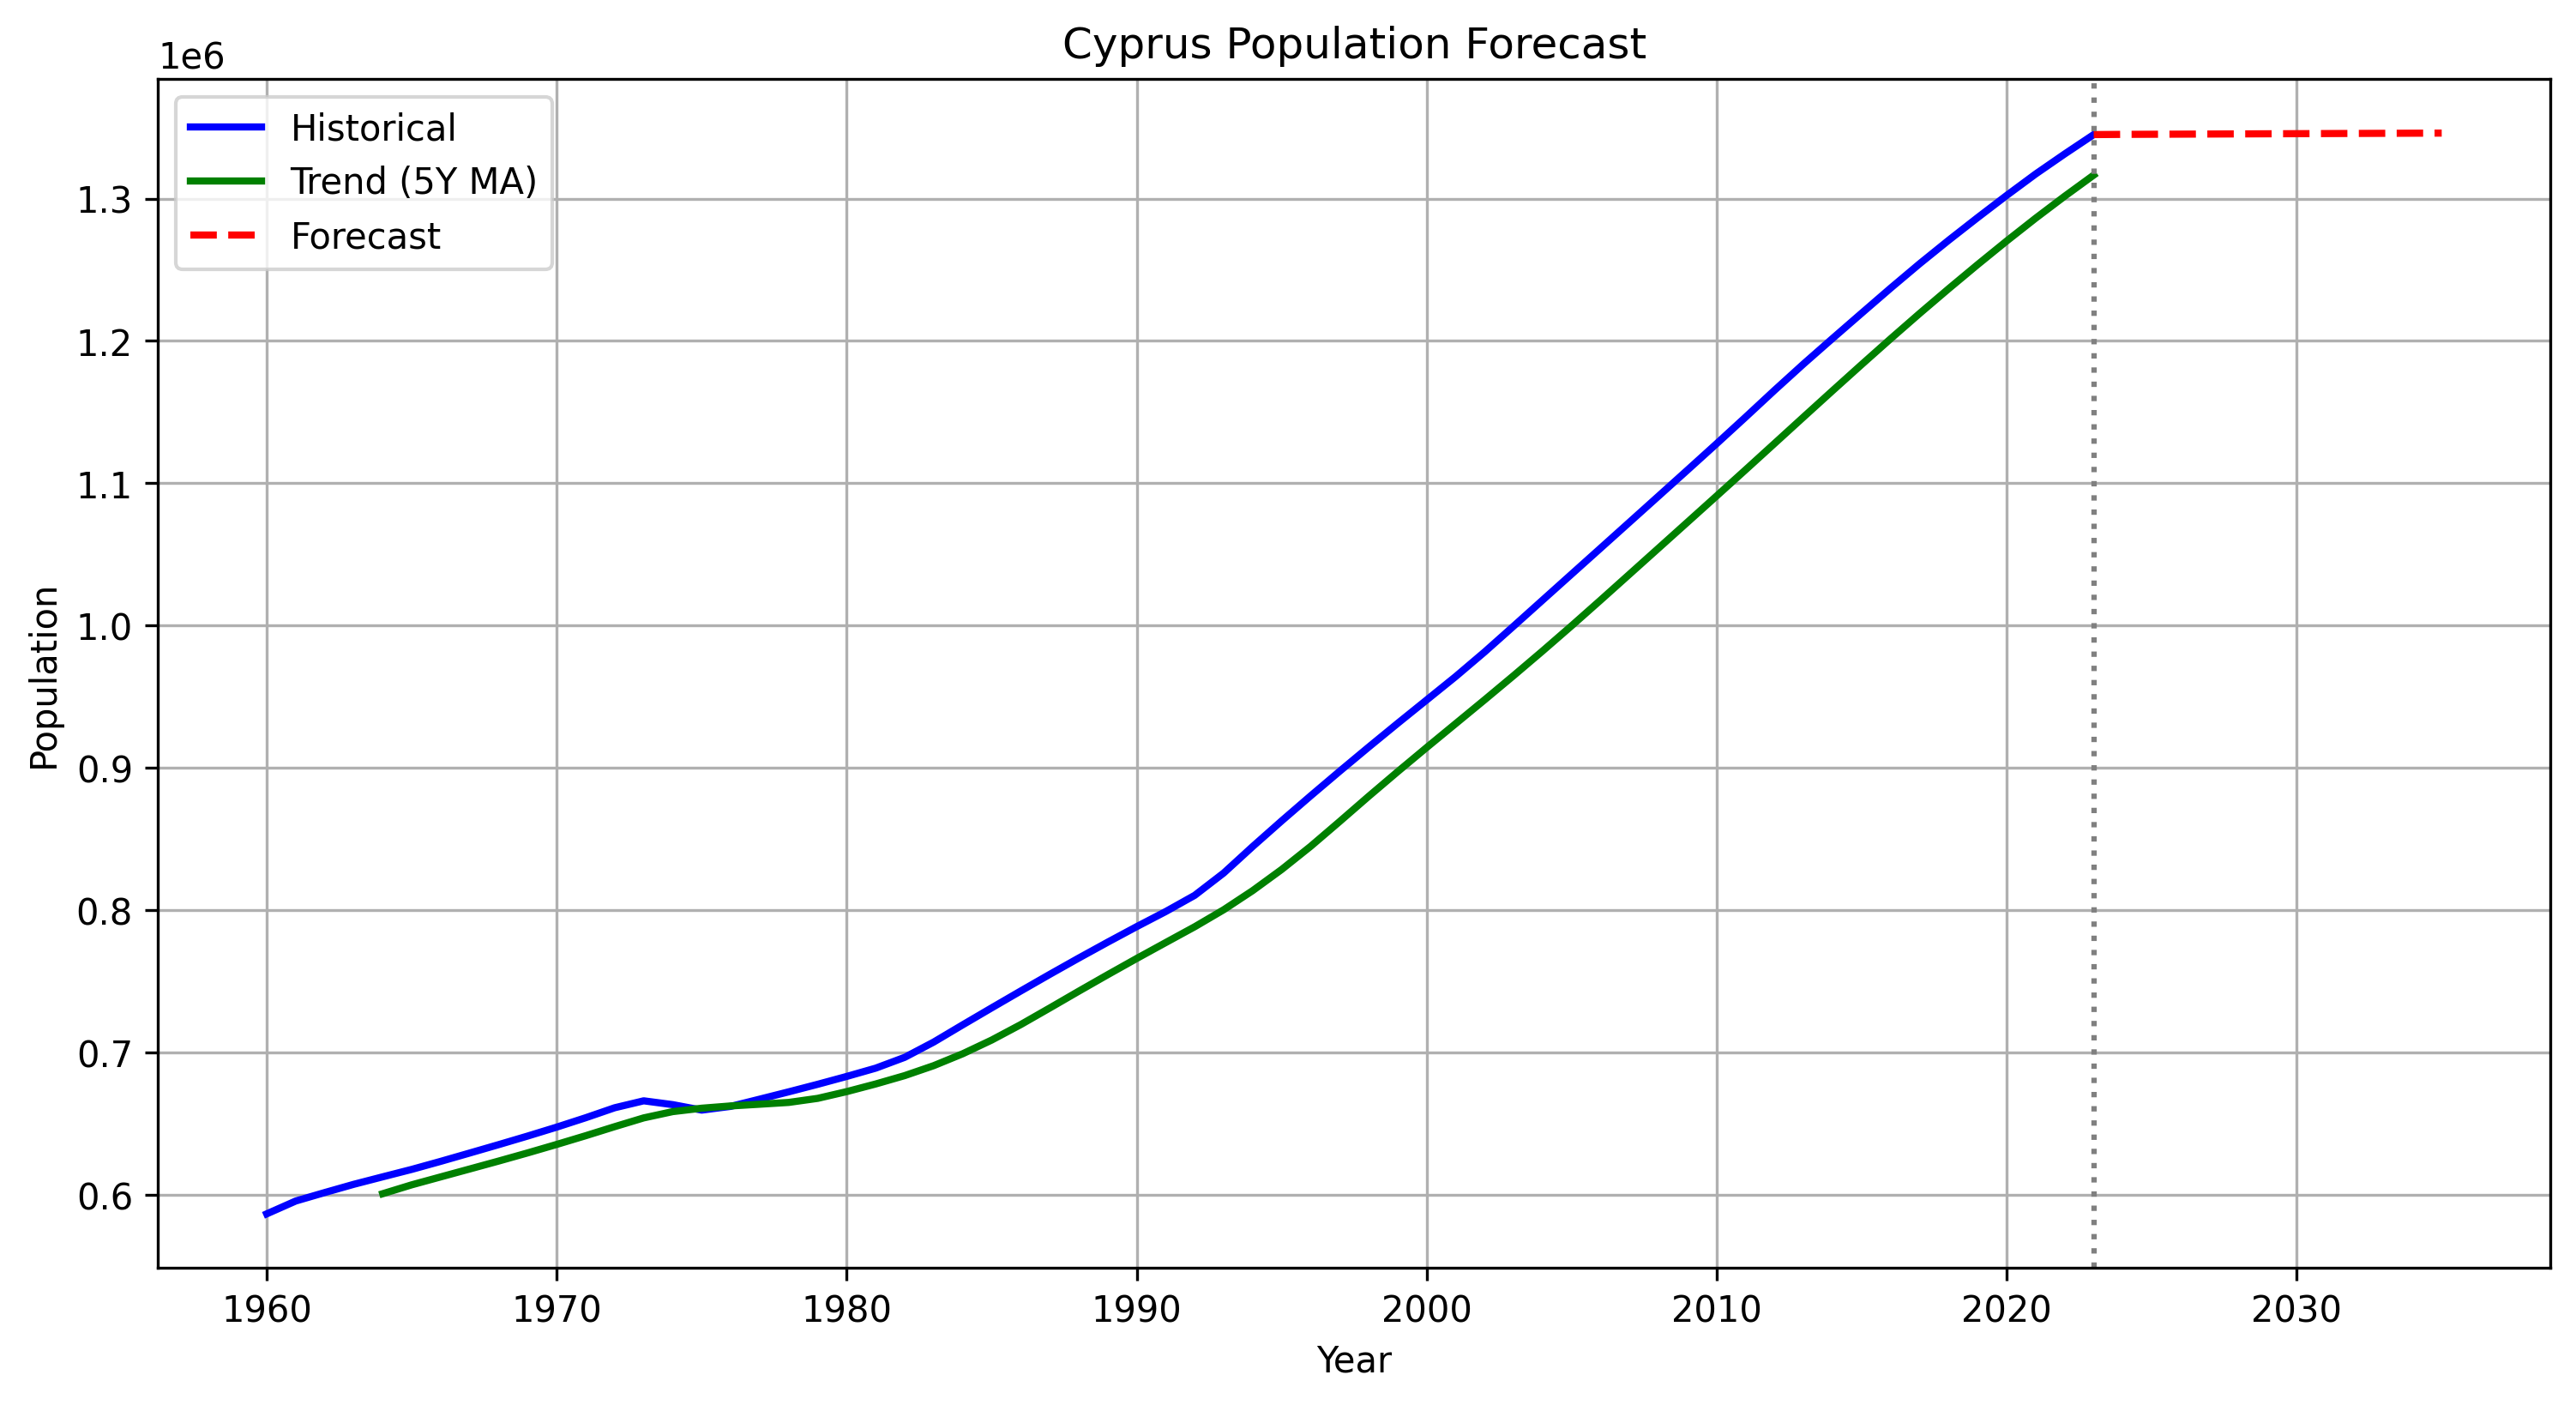 Cyprus Population Forecast
1e6
Historical
Trend (5Y MA)
Forecast
1.3
1.2
1.1
1.0
0.9
0.8
0.7
0.6
Population
1960 1970 1980 1990 2000 2010 2020 2030
Year